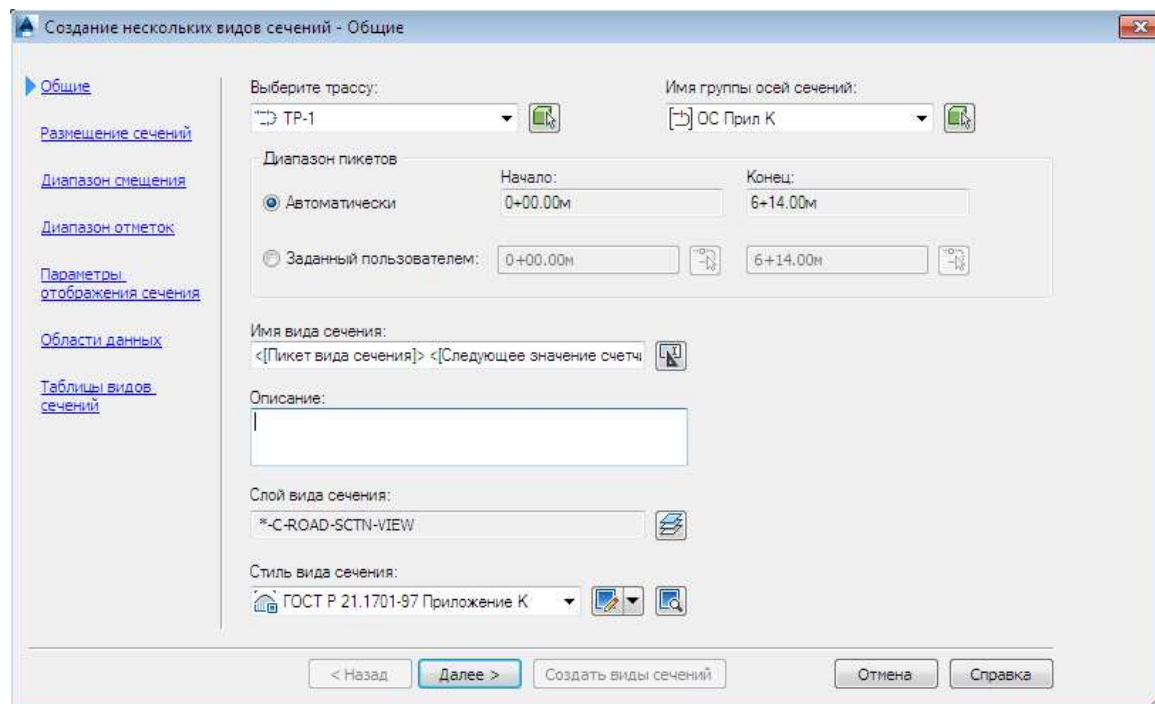 Создание нескольких видов сечений - Общие
Общие
Размещение сечений
Диапазон смещения
Диапазон отметок
Параметры
отображения сечения
Области данных
Таблицы видов
сечений
Выберите трассу:
ТР-1
Имя группы осей сечений:
ОС Прил К
Диапазон пикетов
Начало:
Конец:
Автоматически
0+00.00м
6+14.00м
Заданный пользователем:
0+00.00м
6+14.00м
Имя вида сечения:
<[Пикет вида сечения]> <[Следующее значение счетч
Описание:
Слой вида сечения:
*-C-ROAD-SCTN-VIEW
Стиль вида сечения:
ГОСТ Р 21.1701-97 Приложение К
< Назад
Далее >
Создать виды сечений
Отмена
Справка